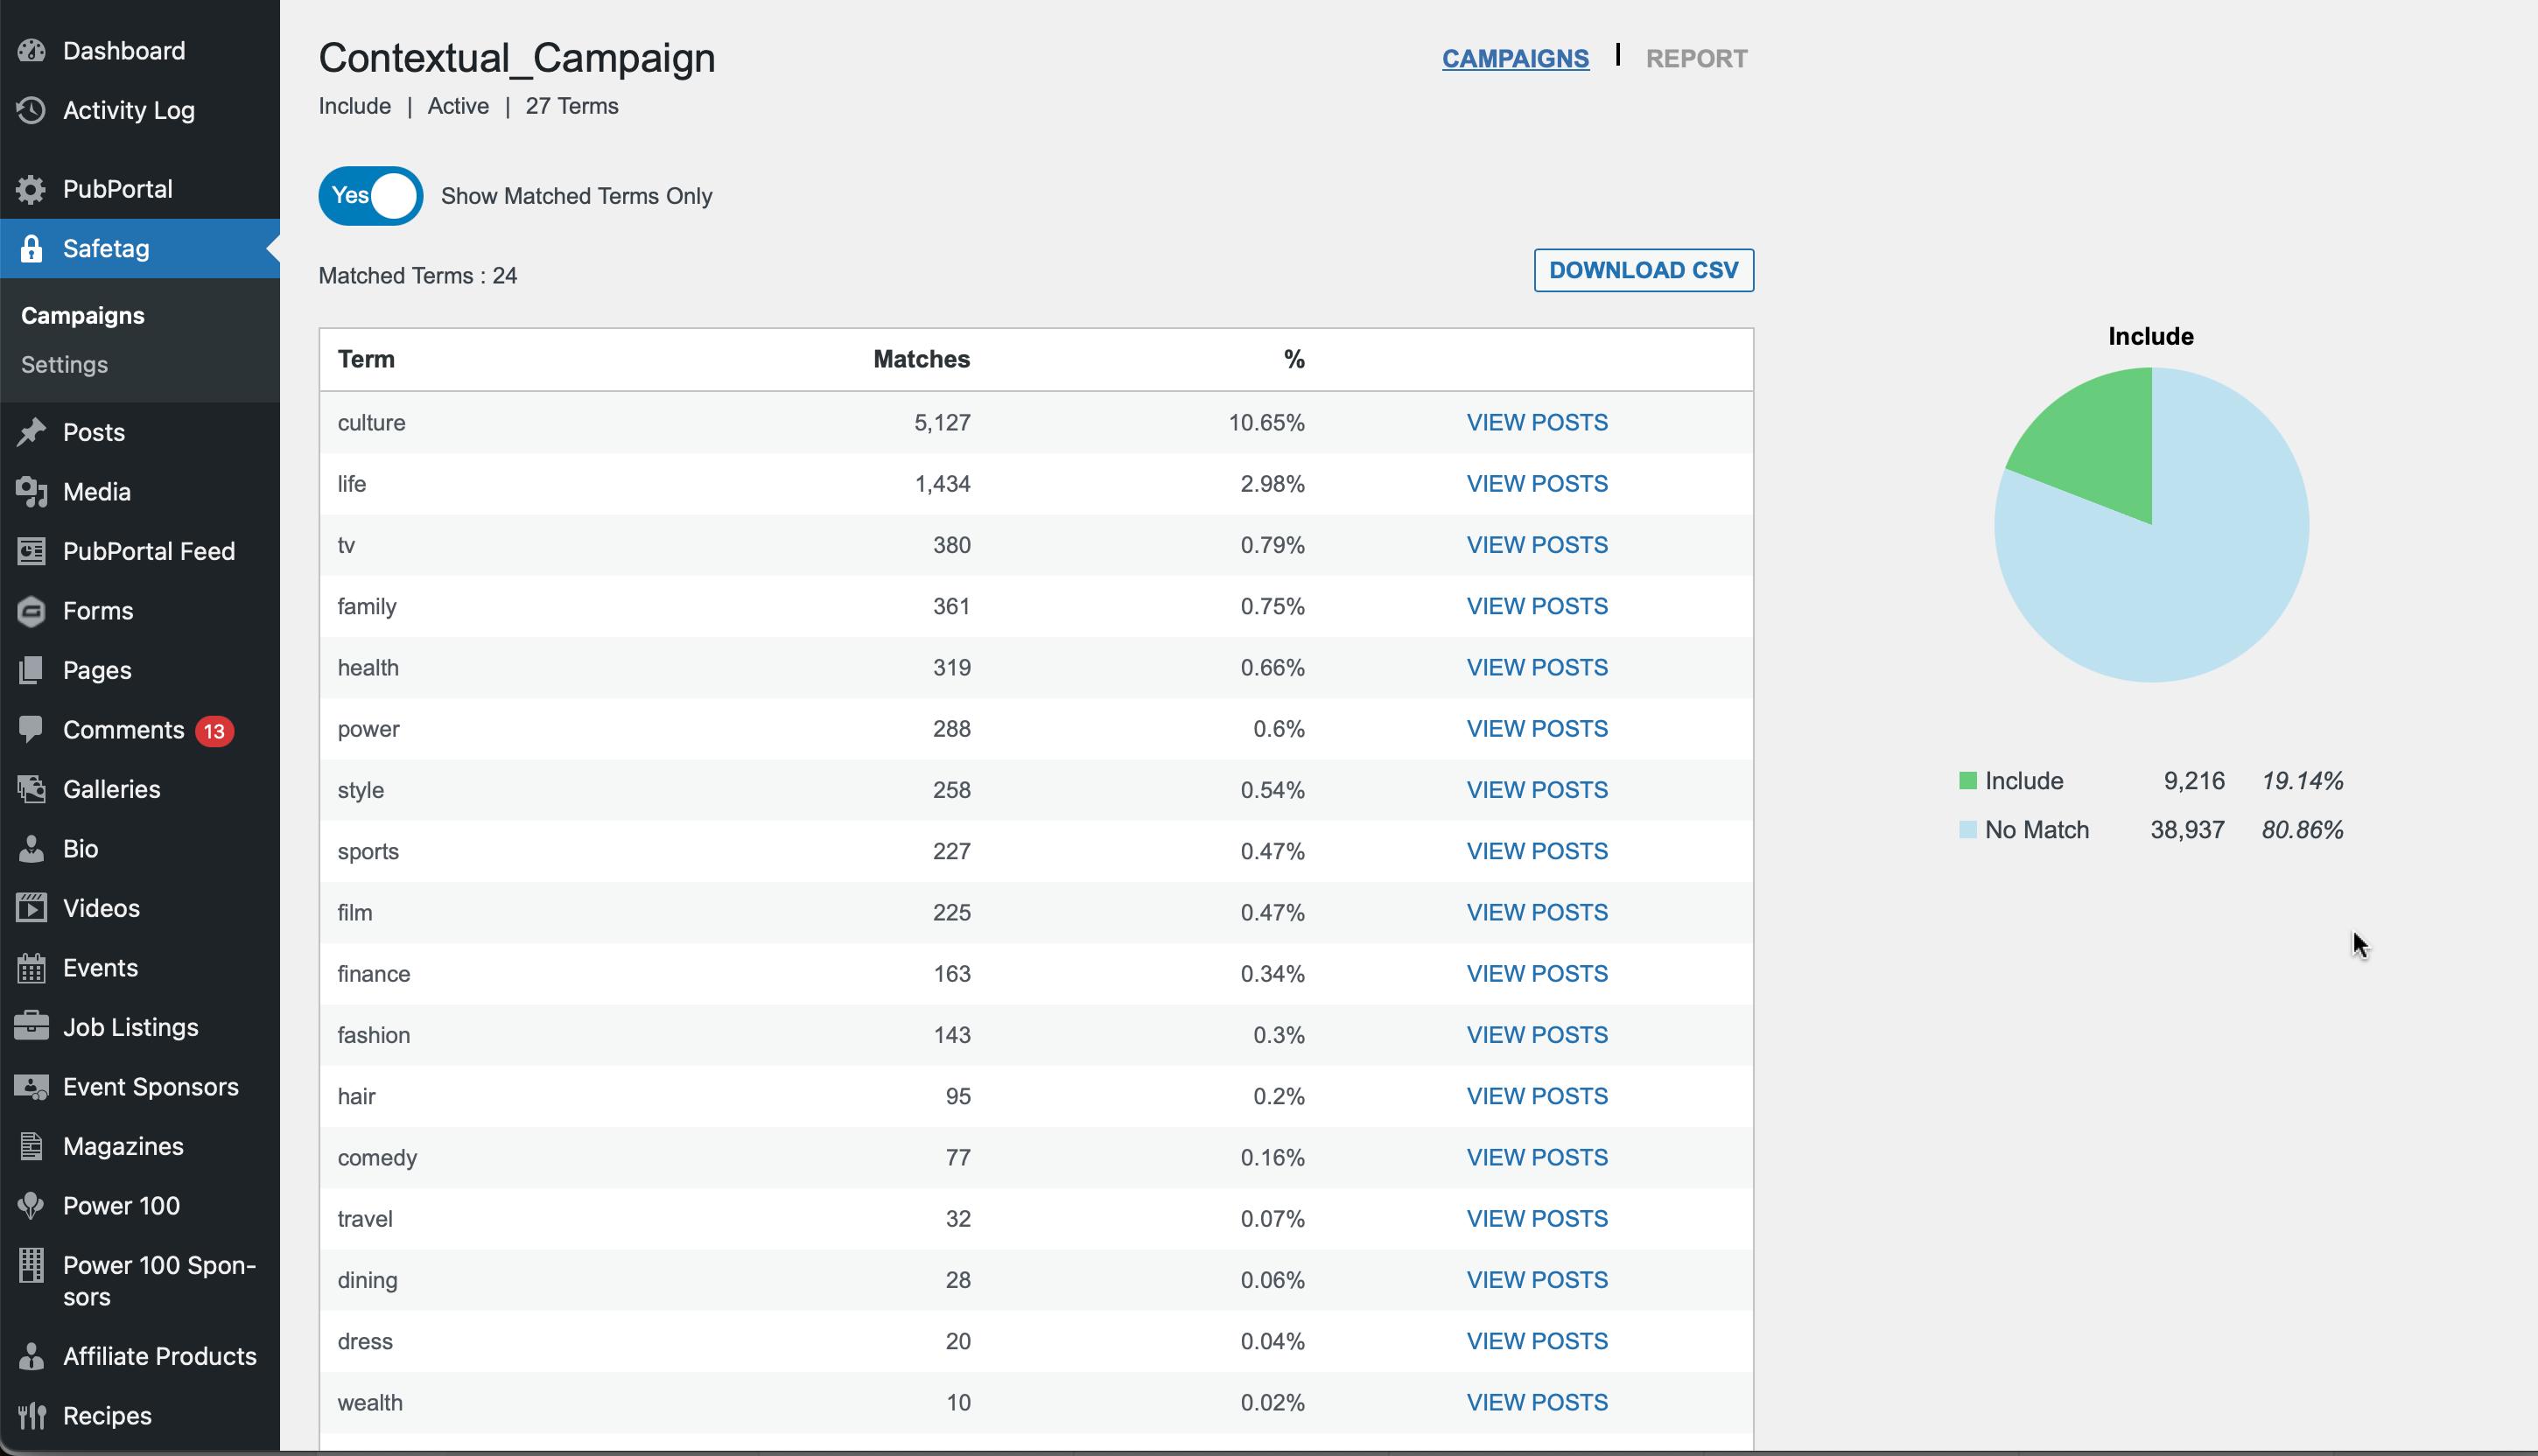 Dashboard
Activity Log
PubPortal
Safetag
Campaigns
Settings
Posts
Media
PubPortal Feed
Forms
Pages
Comments 13
Galleries
Bio
Videos
Events
Job Listings
Event Sponsors
Magazines
Power 100
Power 100 Spon-
sors
Affiliate Products
Recipes
Contextual_Campaign
CAMPAIGNS | REPORT
Include | Active | 27 Terms
Yes Show Matched Terms Only
Matched Terms : 24
DOWNLOAD CSV
Term Matches %
culture 5,127 10.65% VIEW POSTS
life 1,434 2.98% VIEW POSTS
tv 380 0.79% VIEW POSTS
family 361 0.75% VIEW POSTS
health 319 0.66% VIEW POSTS
power 288 0.6% VIEW POSTS
style 258 0.54% VIEW POSTS
sports 227 0.47% VIEW POSTS
film 225 0.47% VIEW POSTS
finance 163 0.34% VIEW POSTS
fashion 143 0.3% VIEW POSTS
hair 95 0.2% VIEW POSTS
comedy 77 0.16% VIEW POSTS
travel 32 0.07% VIEW POSTS
dining 28 0.06% VIEW POSTS
dress 20 0.04% VIEW POSTS
wealth 10 0.02% VIEW POSTS
Include
Include 9,216 19.14%
No Match 38,937 80.86%